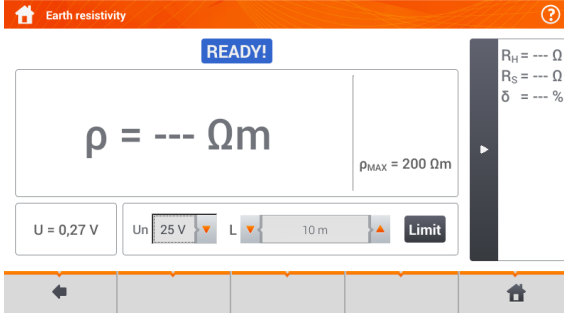 Earth resistivity ?
READY!
ρ = --- Ωm
ρMAX = 200 Ωm
U = 0,27 V
Un 25 V L 10 m Limit
RH = --- Ω
RS = --- Ω
δ = --- %